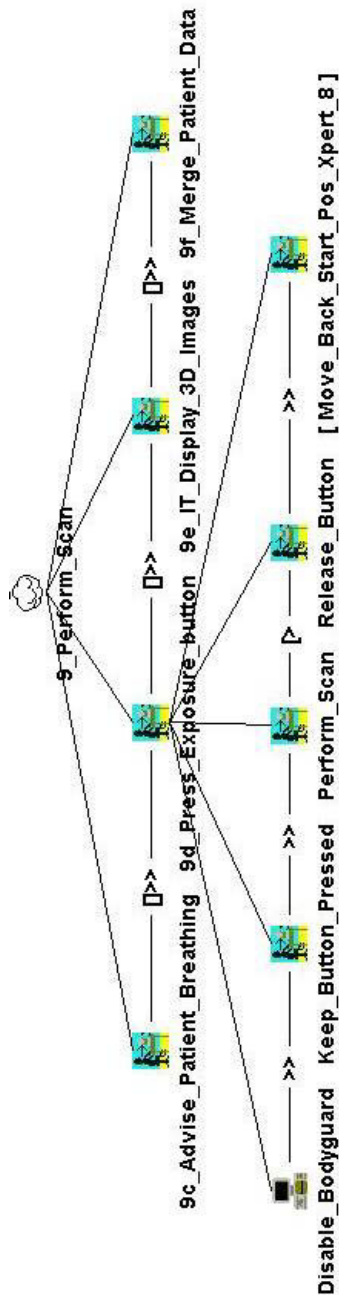 9_Perform_scan
[]>> []>> []>>
9c_Advise_Patient_Breathing 9d_Press_Exposure_button 9e_IT_Display_3D_Images 9f_Merge_Patient_Data
>> >> [> >>
Disable_Bodyguard Keep_Button_Pressed Perform_Scan Release_Button [ Move_Back_Start_Pos_Xpert_8 ]